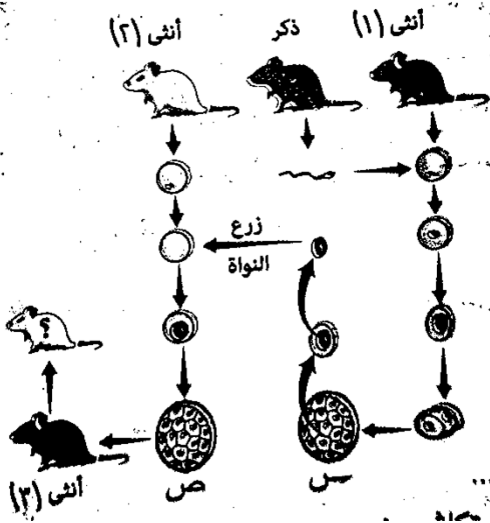 أنثى (١)
ذكر
أنثى (٢)
زرع
النواة
؟
س
ص
أنثى (٣)